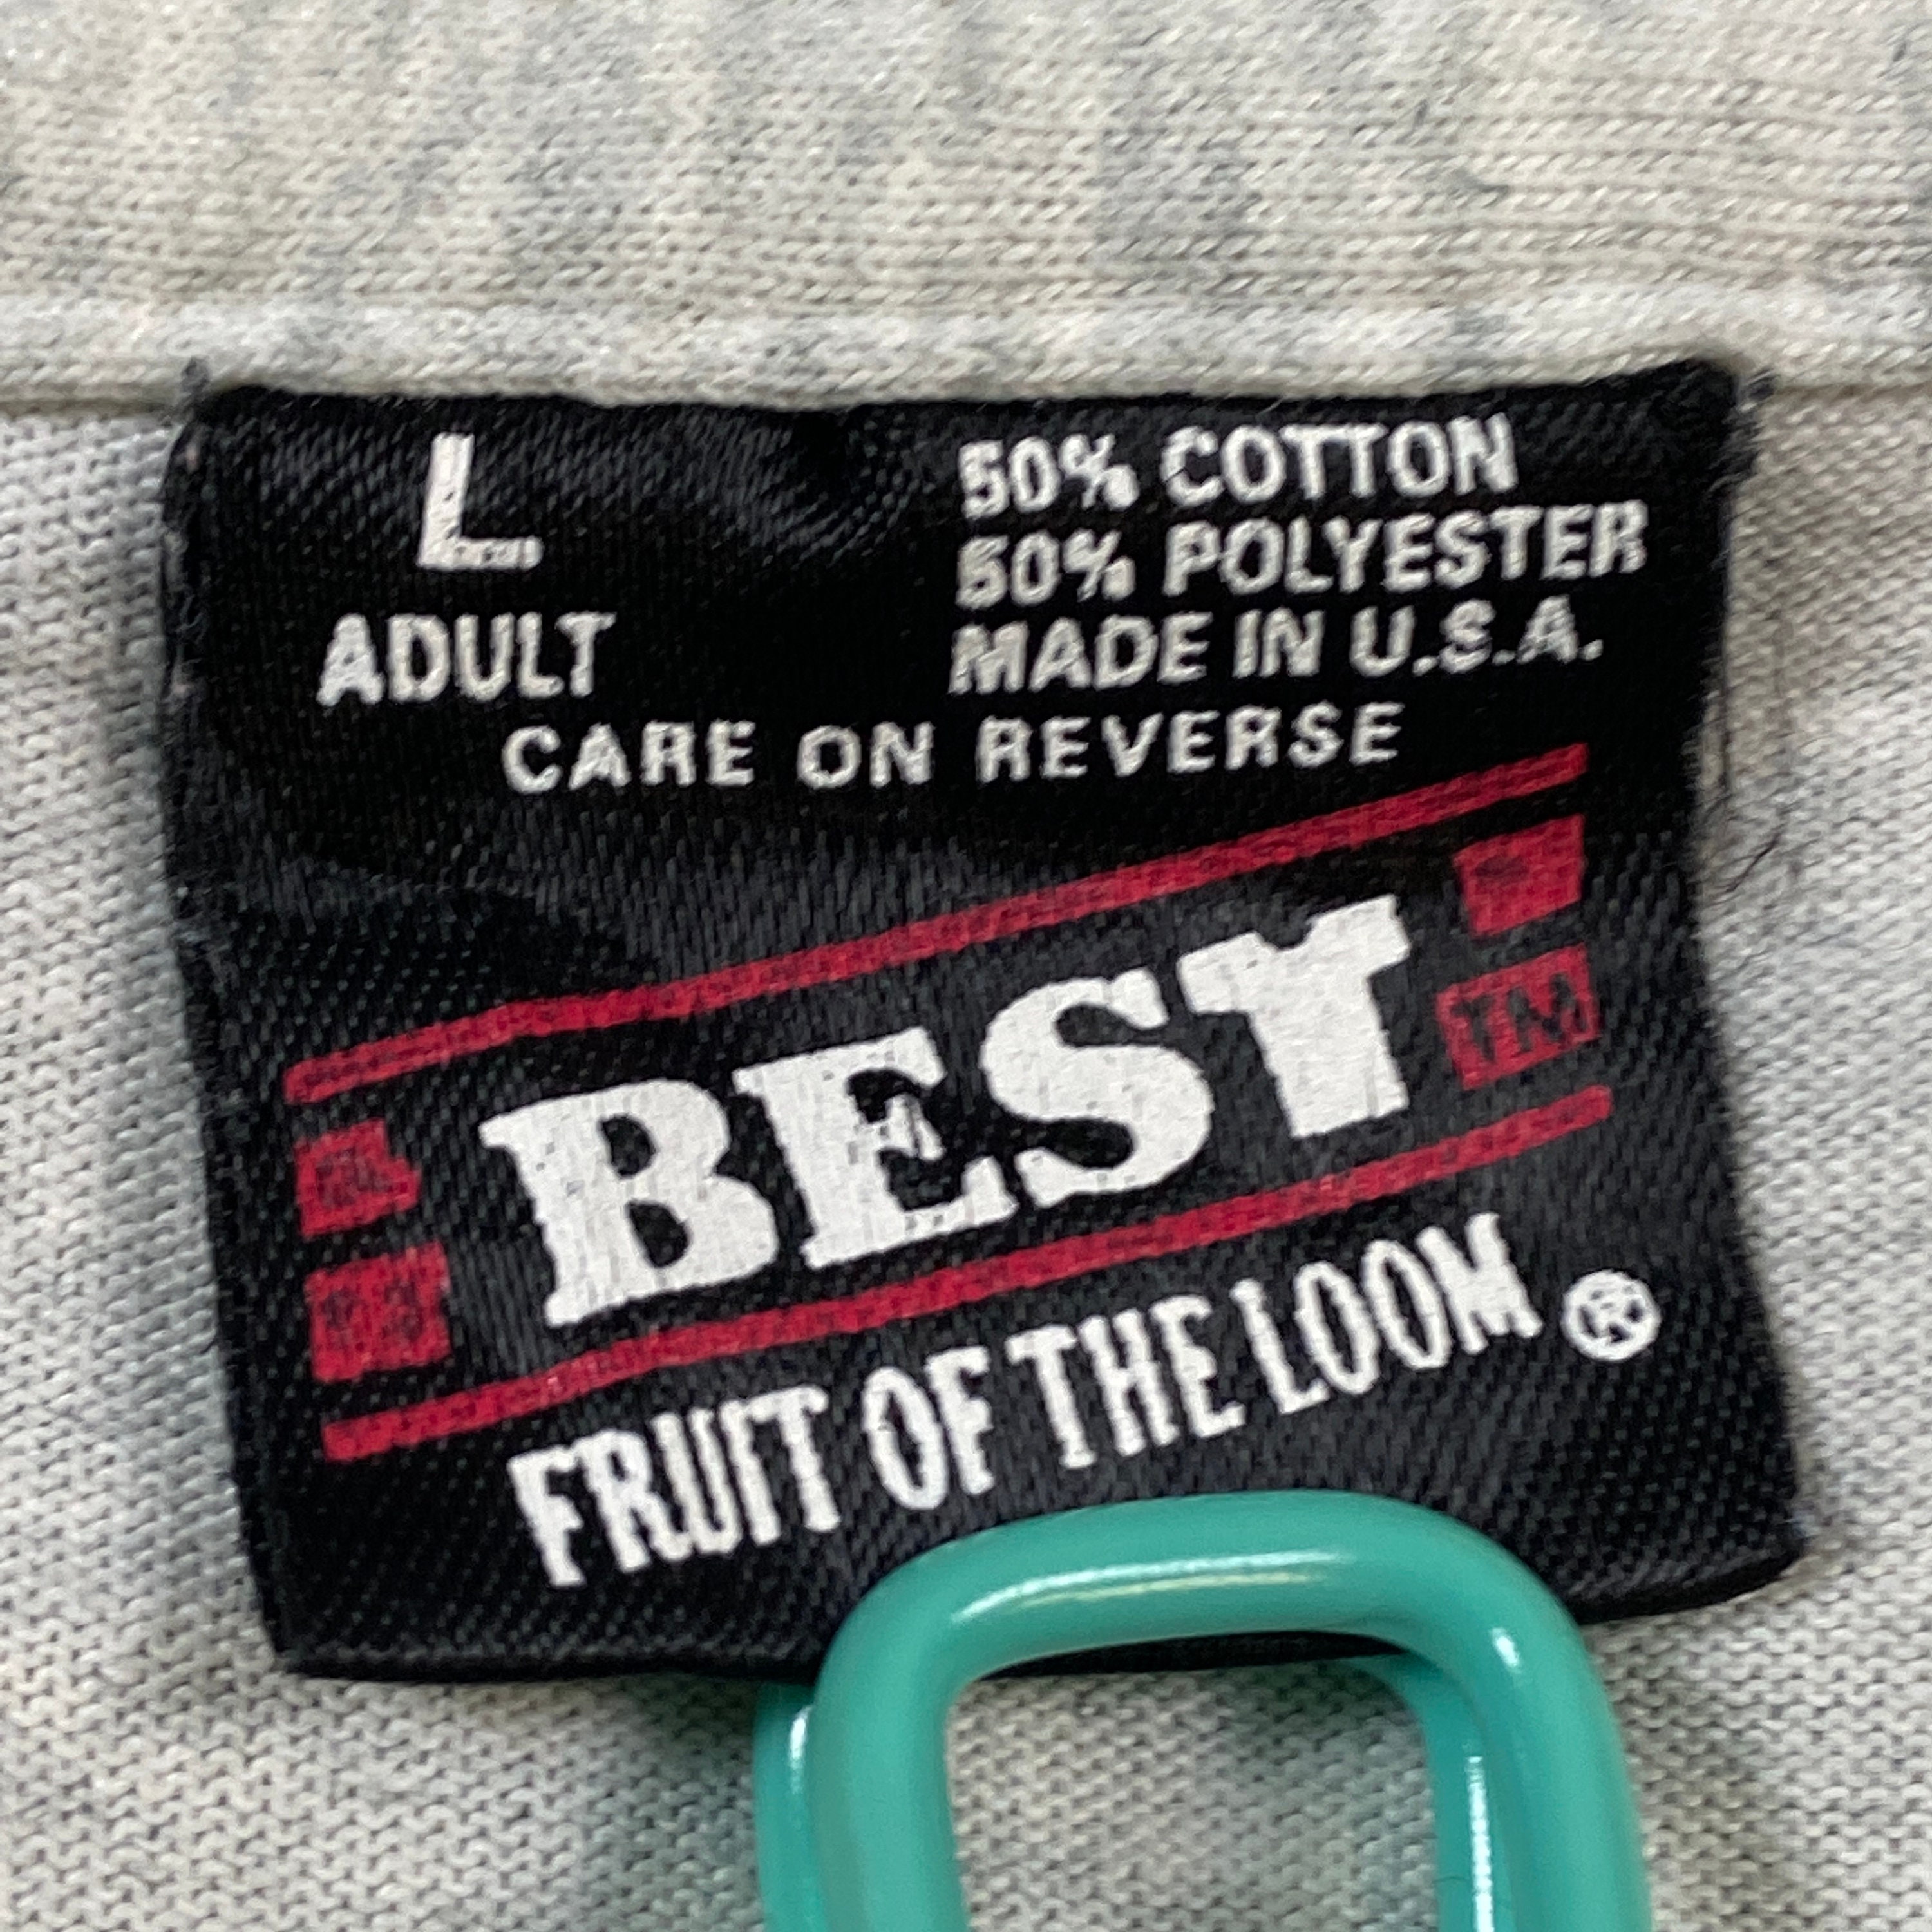 L
ADULT
50% COTTON
50% POLYESTER
MADE IN U.S.A.
CARE ON REVERSE
BEST
TM
FRUIT OF THE LOOM ®